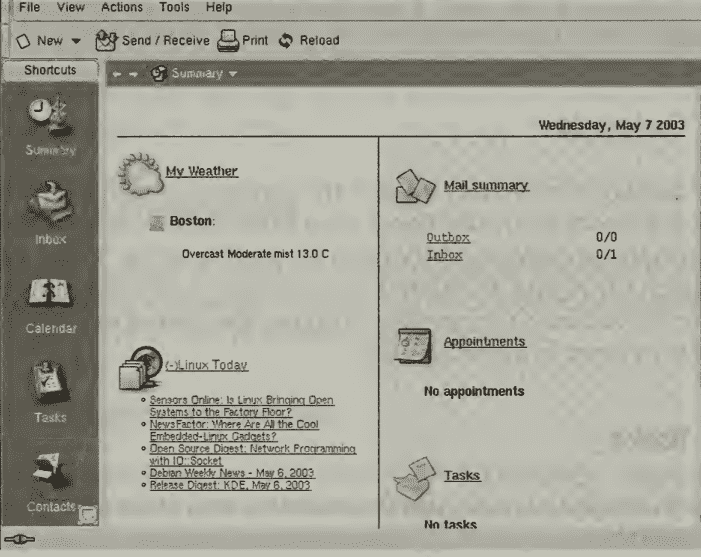 File View Actions Tools Help
New Send / Receive Print Reload
Shortcuts
Summary
Summary
Inbox
Calendar
Tasks
Contacts
Wednesday, May 7 2003
My Weather
Boston:
Overcast Moderate mist 13.0 C
(-)Linux Today
Sensors Online: Is Linux Bringing Open
Systems to the Factory Floor?
NewsFactor: Where Are All the Cool
Embedded-Linux Gadgets?
Open Source Digest: Network Programming
with IO: Socket
Debian Weekly News - May 6, 2003
Release Digest: KDE, May 6, 2003
Mail summary
Outbox 0/0
Inbox 0/1
Appointments
No appointments
Tasks
No tasks